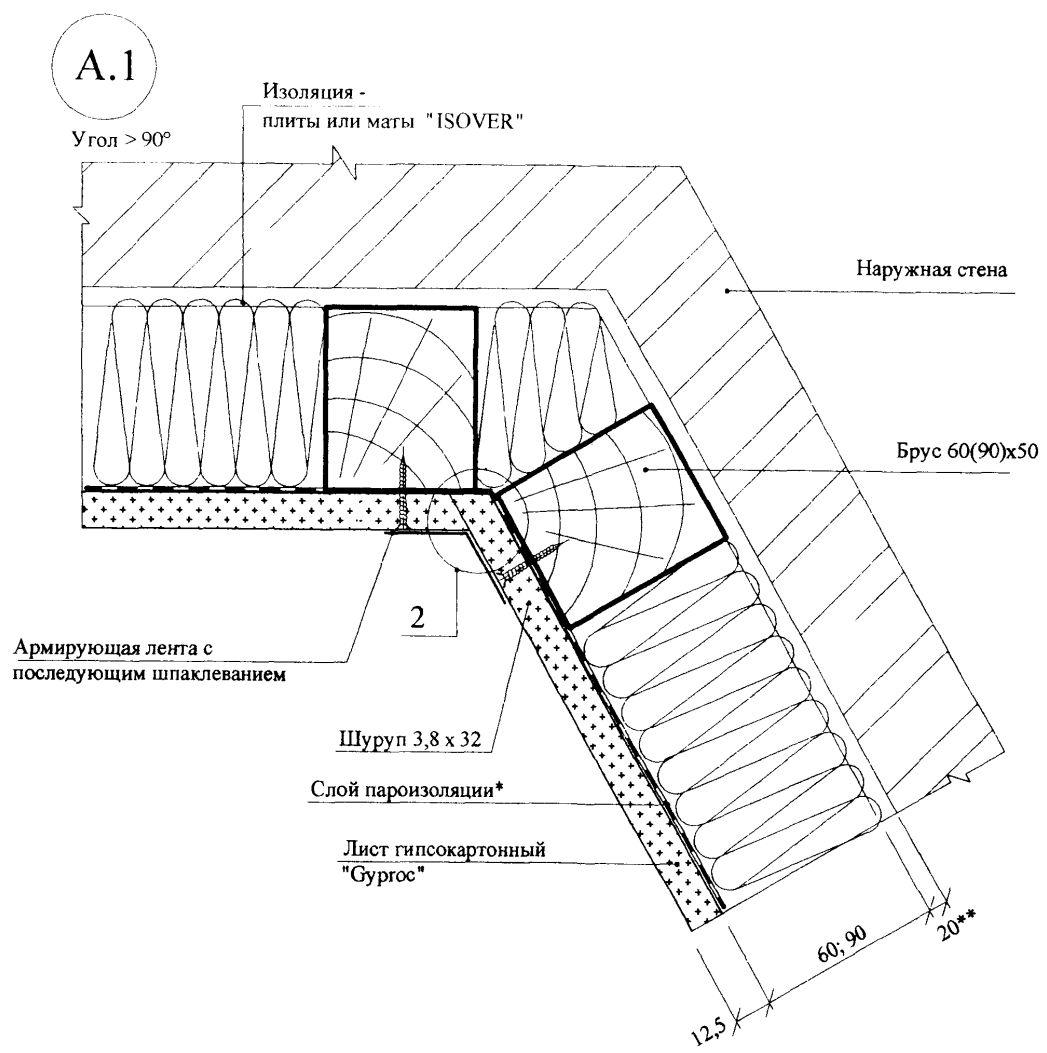 А.1
Угол > 90°
Изоляция -
плиты или маты "ISOVER"
Наружная стена
Брус 60(90)х50
2
Армирующая лента с
последующим шпаклеванием
Шуруп 3,8 х 32
Слой пароизоляции*
Лист гипсокартонный
"Gyproc"
12,5
60; 90
20**